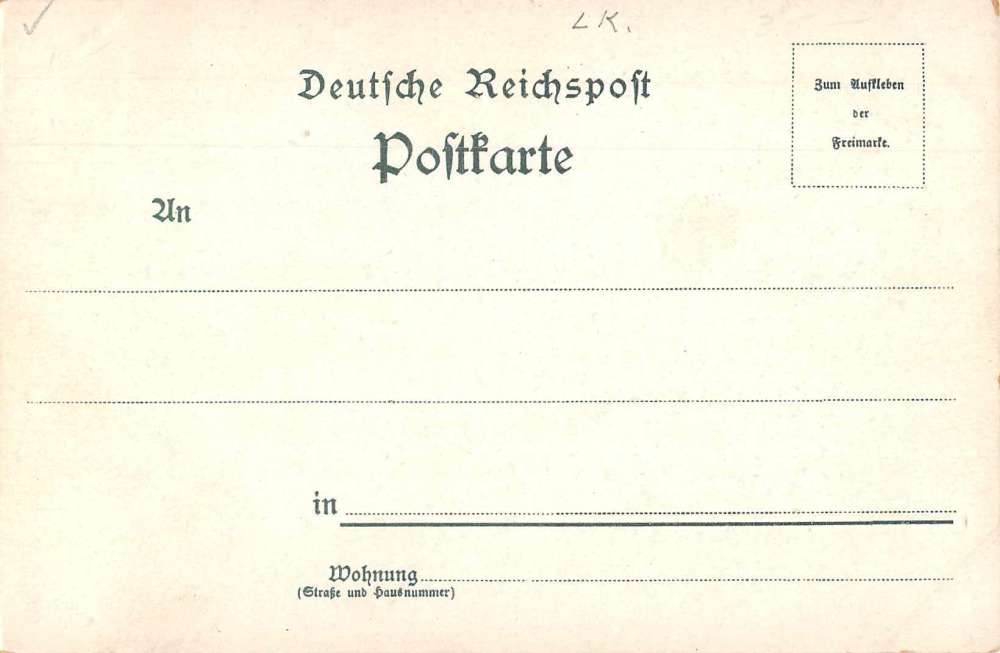 LK.
Deutsche Reichspost
Postkarte
Zum Aufkleben
der
Freimarke.
An
in
Wohnung
(Straße und Hausnummer)